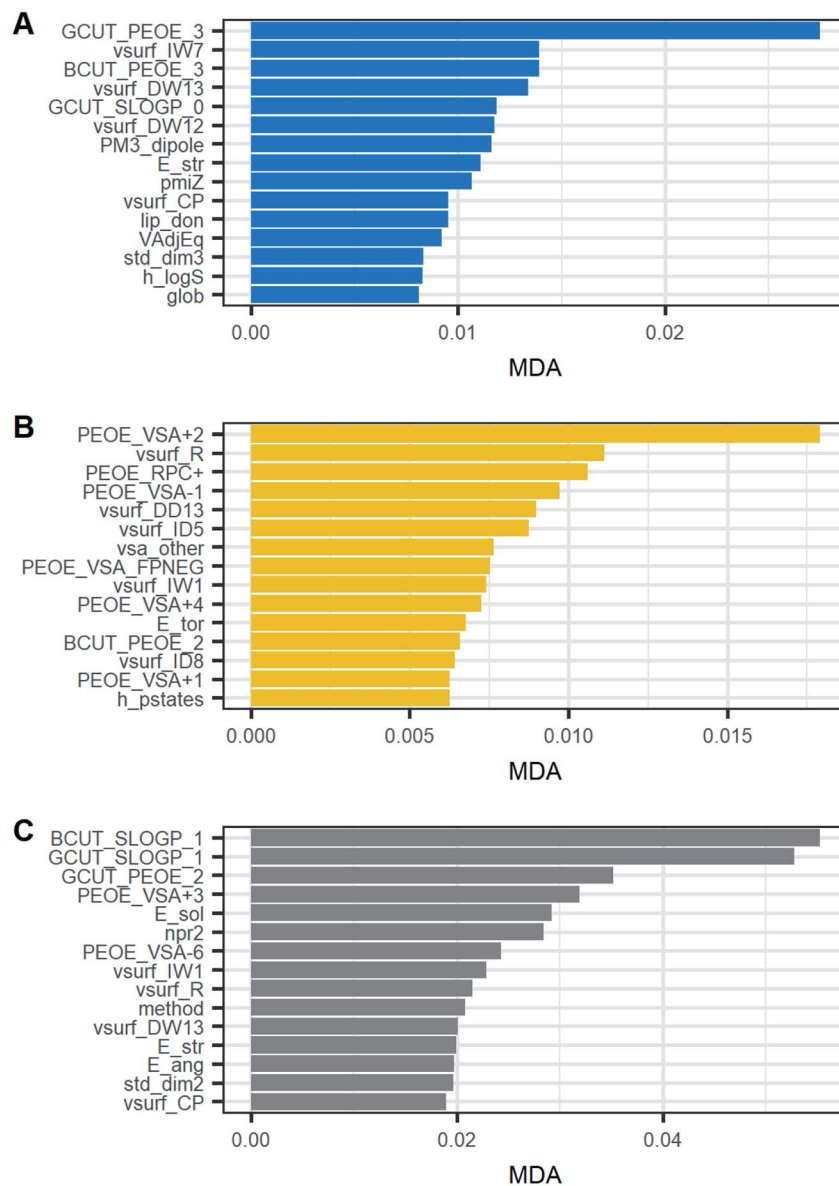 A
GCUT_PEOE_3
vsurf_IW7
BCUT_PEOE_3
vsurf_DW13
GCUT_SLOGP_0
vsurf_DW12
PM3_dipole
E_str
pmiZ
vsurf_CP
lip_don
VAdjEq
std_dim3
h_logS
glob
0.00 0.01 0.02
MDA
B
PEOE_VSA+2
vsurf_R
PEOE_RPC+
PEOE_VSA-1
vsurf_DD13
vsurf_ID5
vsa_other
PEOE_VSA_FPNEG
vsurf_IW1
PEOE_VSA+4
E_tor
BCUT_PEOE_2
vsurf_ID8
PEOE_VSA+1
h_pstates
0.000 0.005 0.010 0.015
MDA
C
BCUT_SLOGP_1
GCUT_SLOGP_1
GCUT_PEOE_2
PEOE_VSA+3
E_sol
npr2
PEOE_VSA-6
vsurf_IW1
vsurf_R
method
vsurf_DW13
E_str
E_ang
std_dim2
vsurf_CP
0.00 0.02 0.04
MDA